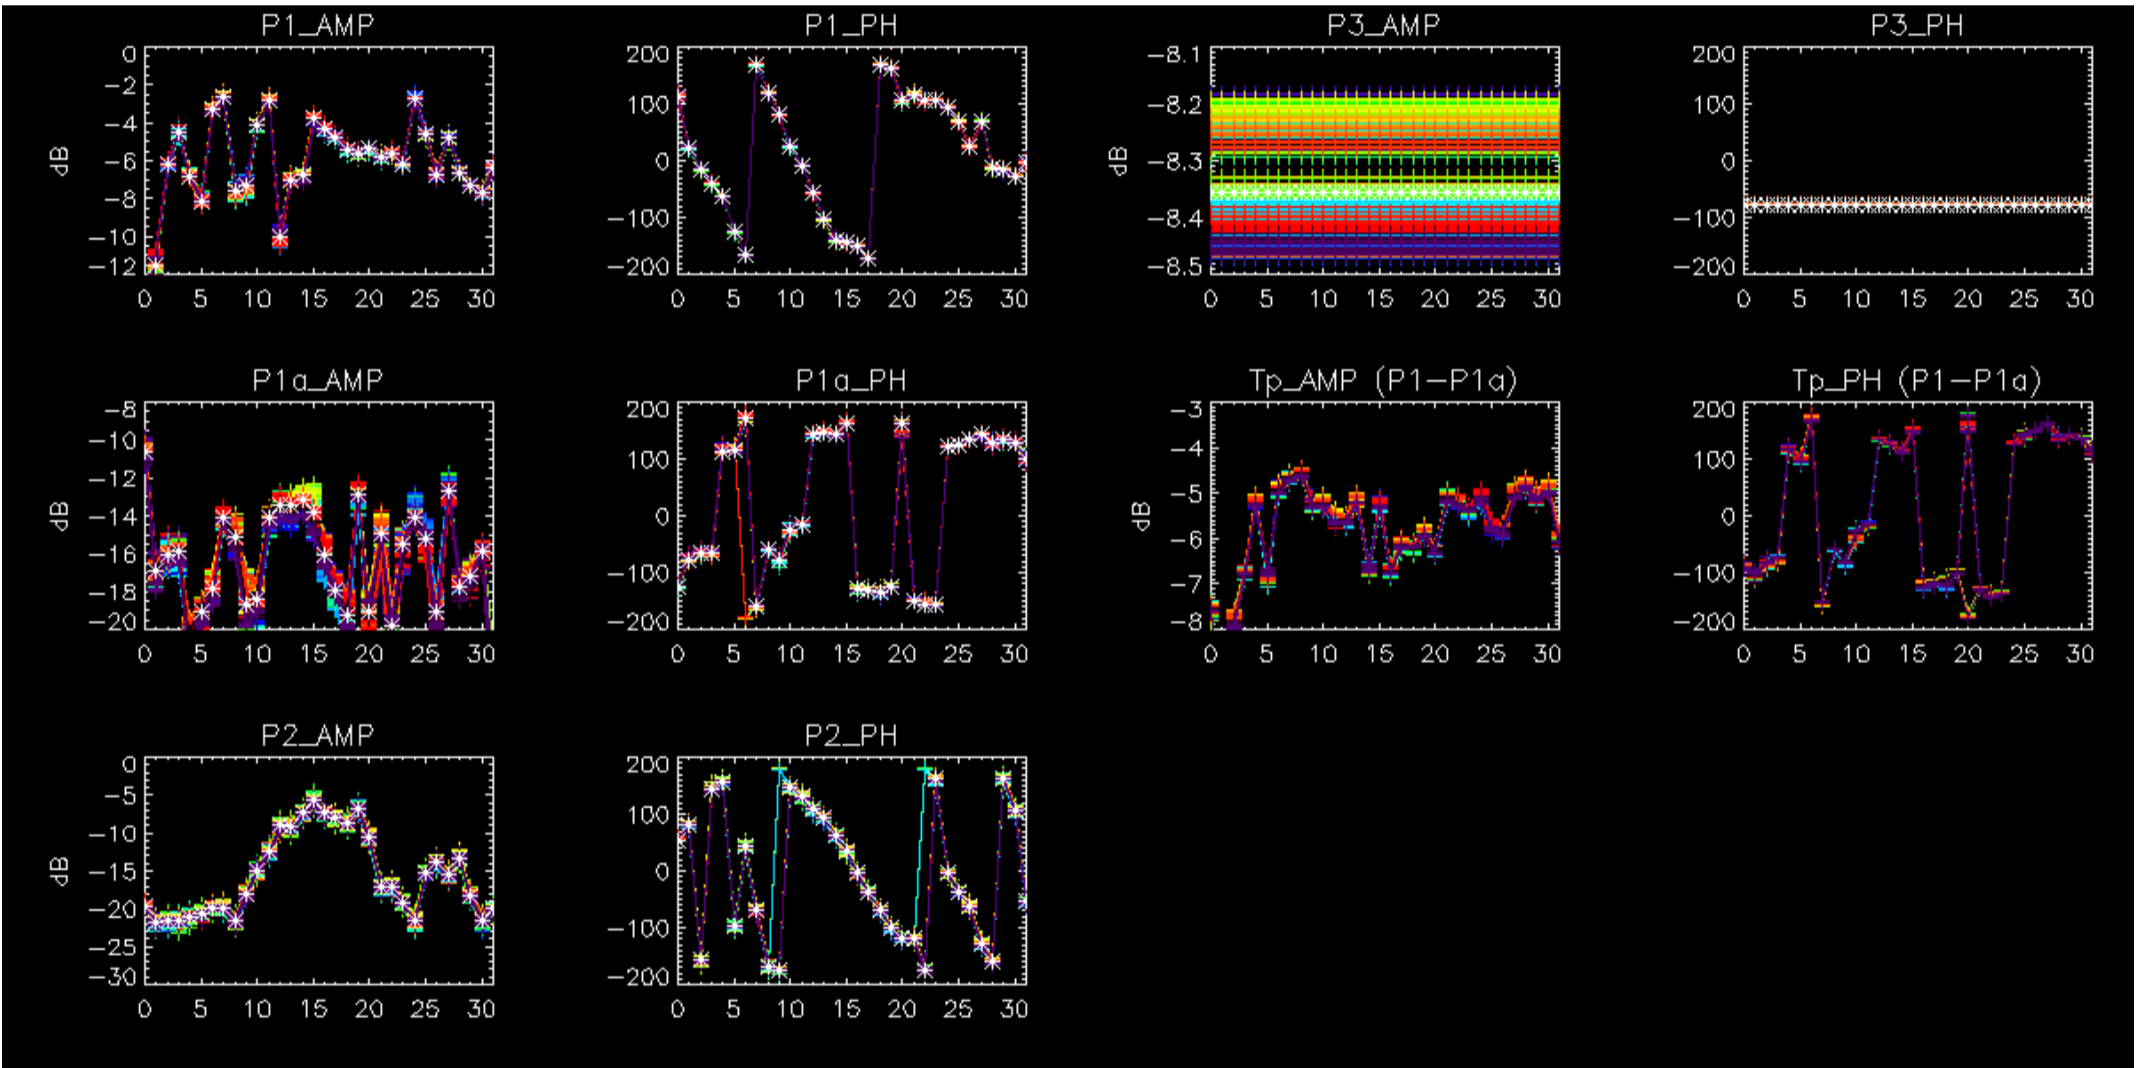 P1_AMP
P1_PH
P3_AMP
P3_PH
0
−2
−4
−6
−8
−10
−12
dB
0 5 10 15 20 25 30
200
100
0
−100
−200
0 5 10 15 20 25 30
−8.1
−8.2
−8.3
−8.4
−8.5
dB
0 5 10 15 20 25 30
200
100
0
−100
−200
0 5 10 15 20 25 30
P1a_AMP
P1a_PH
Tp_AMP (P1−P1a)
Tp_PH (P1−P1a)
−8
−10
−12
−14
−16
−18
−20
dB
0 5 10 15 20 25 30
200
100
0
−100
−200
0 5 10 15 20 25 30
−3
−4
−5
−6
−7
−8
dB
0 5 10 15 20 25 30
200
100
0
−100
−200
0 5 10 15 20 25 30
P2_AMP
P2_PH
0
−5
−10
−15
−20
−25
−30
dB
0 5 10 15 20 25 30
200
100
0
−100
−200
0 5 10 15 20 25 30